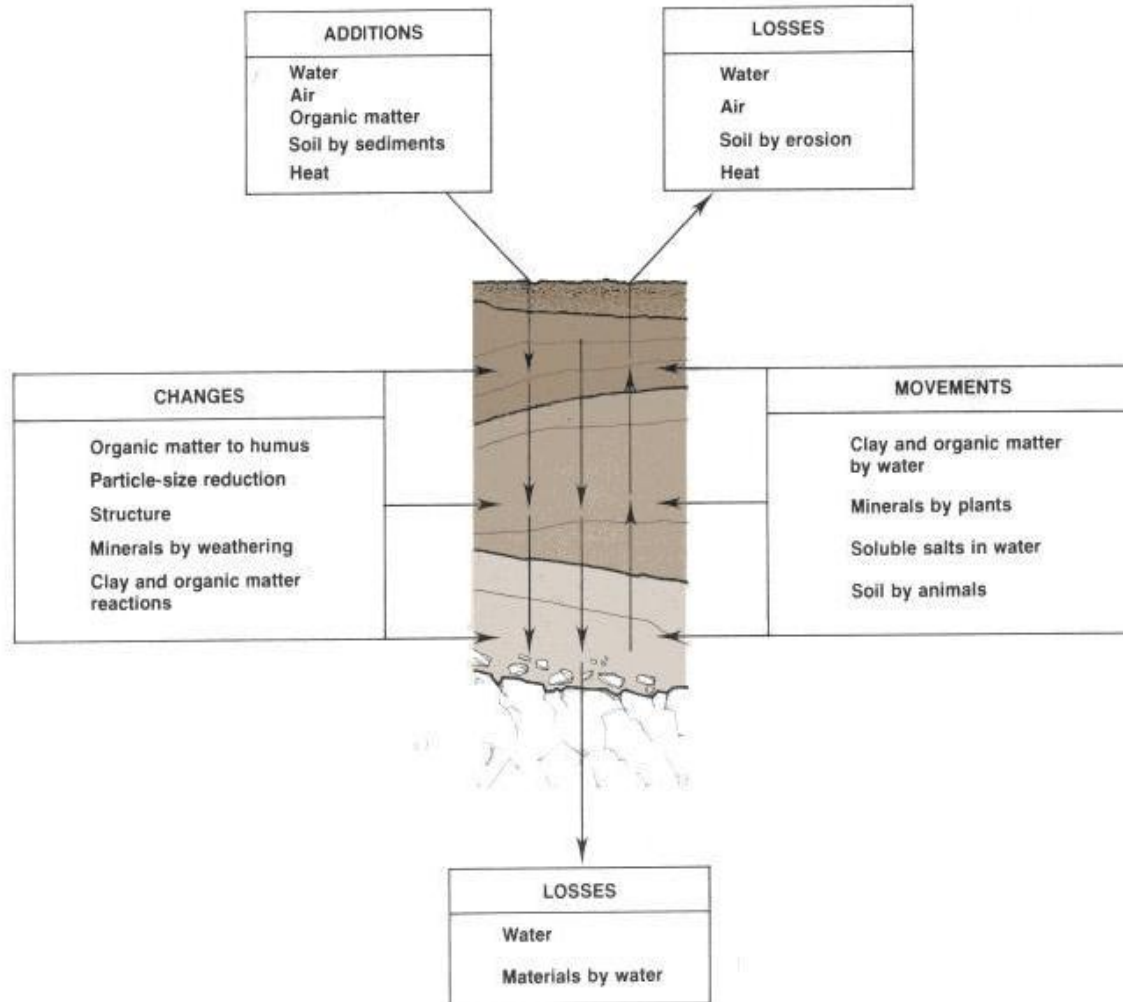 ADDITIONS
Water
Air
Organic matter
Soil by sediments
Heat
LOSSES
Water
Air
Soil by erosion
Heat
CHANGES
Organic matter to humus
Particle-size reduction
Structure
Minerals by weathering
Clay and organic matter
reactions
MOVEMENTS
Clay and organic matter
by water
Minerals by plants
Soluble salts in water
Soil by animals
LOSSES
Water
Materials by water